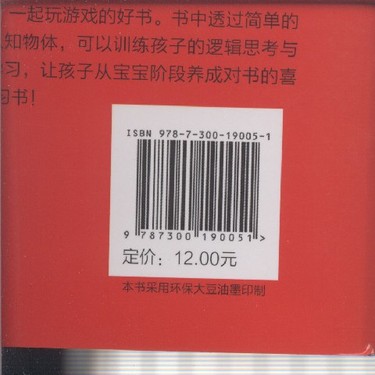 一起玩游戏的好书。书中透过简单的
知物体，可以训练孩子的逻辑思考与
习，让孩子从宝宝阶段养成对书的喜
书！
ISBN 978-7-300-19005-1
9 787300 190051 >
定价：12.00元
本书采用环保大豆油墨印制